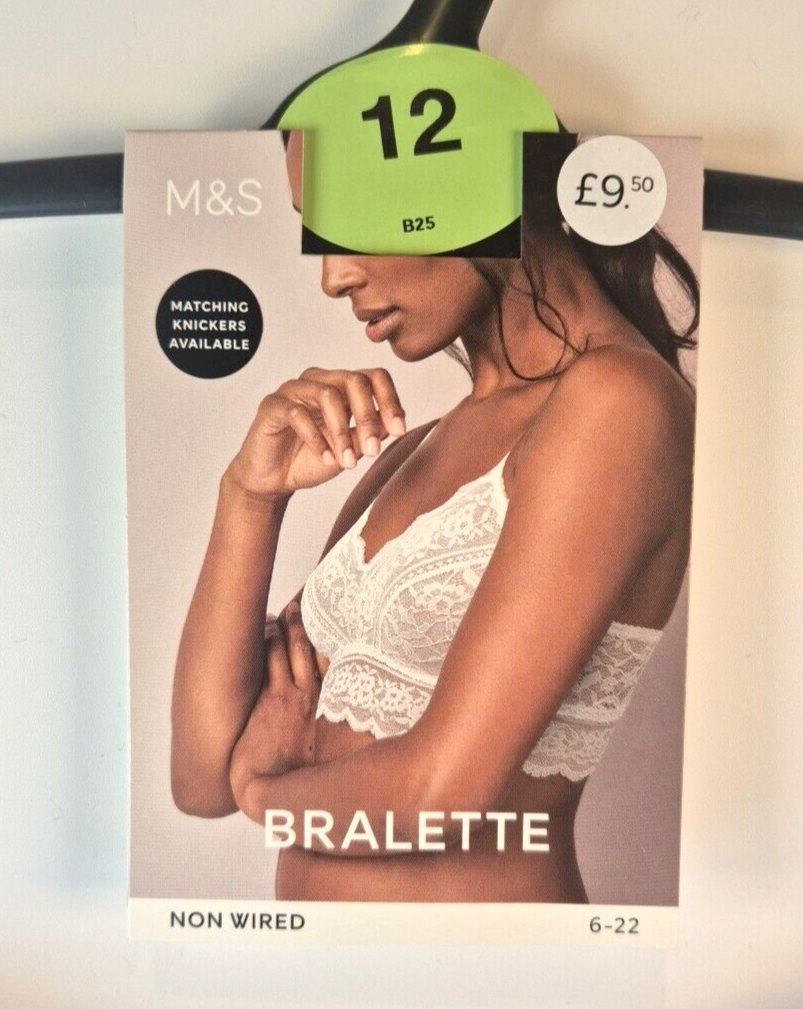 12
B25
M&S
£9.50
MATCHING
KNICKERS
AVAILABLE
BRALETTE
NON WIRED
6-22